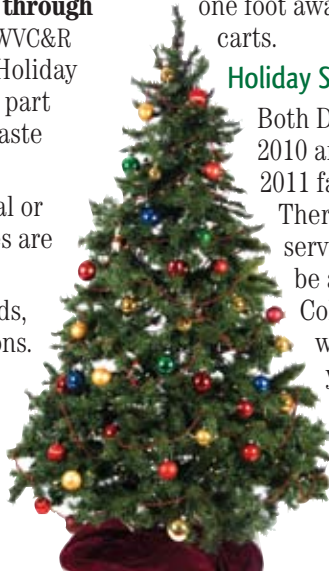 through
WVC&R
Holiday
part
aste
al or
es are
ds,
ons.
one foot awa
carts.
Holiday S
Both D
2010 a
2011 fa
Ther
serv
be a
Co
w
y